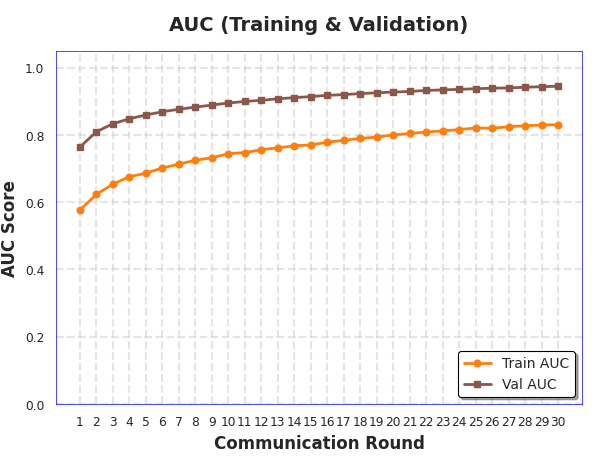 AUC (Training & Validation)
1.0
0.8
0.6
0.4
0.2
0.0
AUC Score
1 2 3 4 5 6 7 8 9 10 11 12 13 14 15 16 17 18 19 20 21 22 23 24 25 26 27 28 29 30
Communication Round
Train AUC
Val AUC